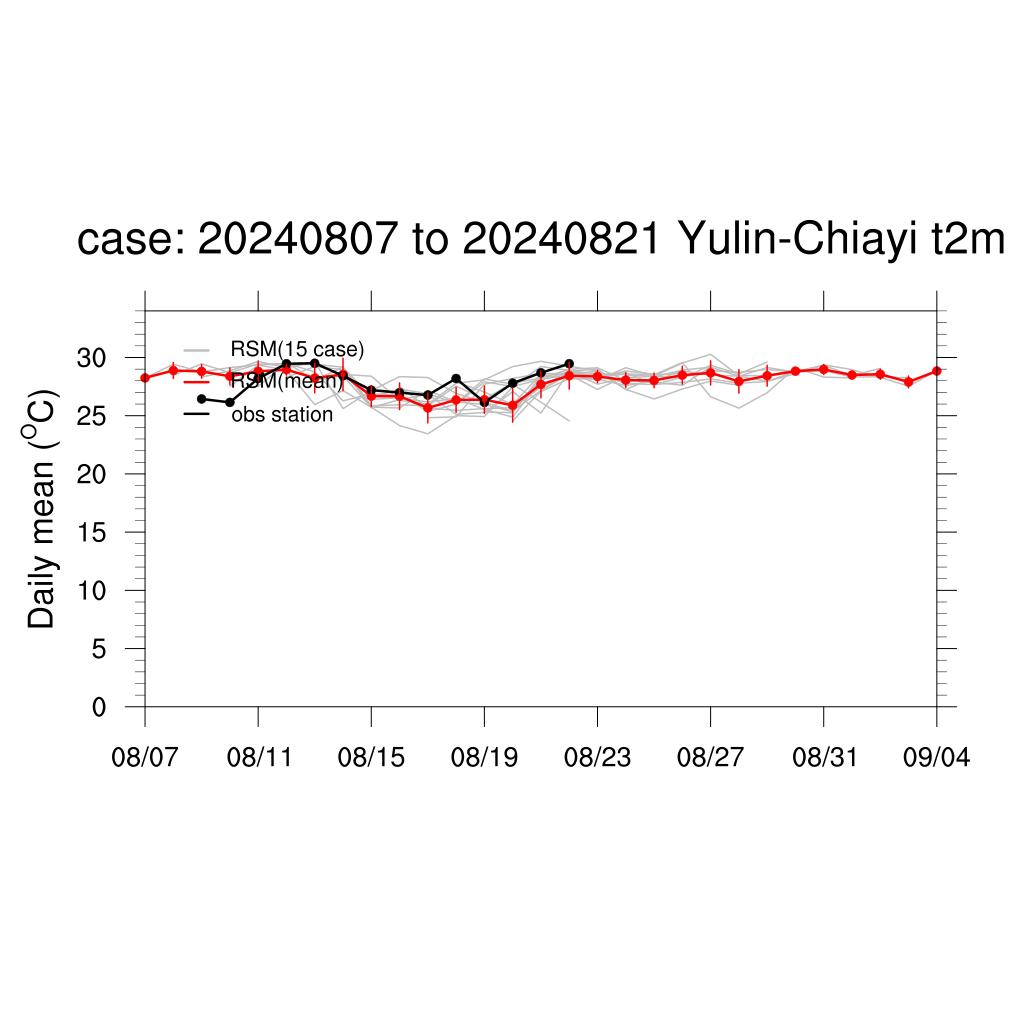 case: 20240807 to 20240821 Yulin-Chiayi t2m
Daily mean (°C)
30
25
20
15
10
5
0
RSM(15 case)
RSM(mean)
obs station
08/07 08/11 08/15 08/19 08/23 08/27 08/31 09/04